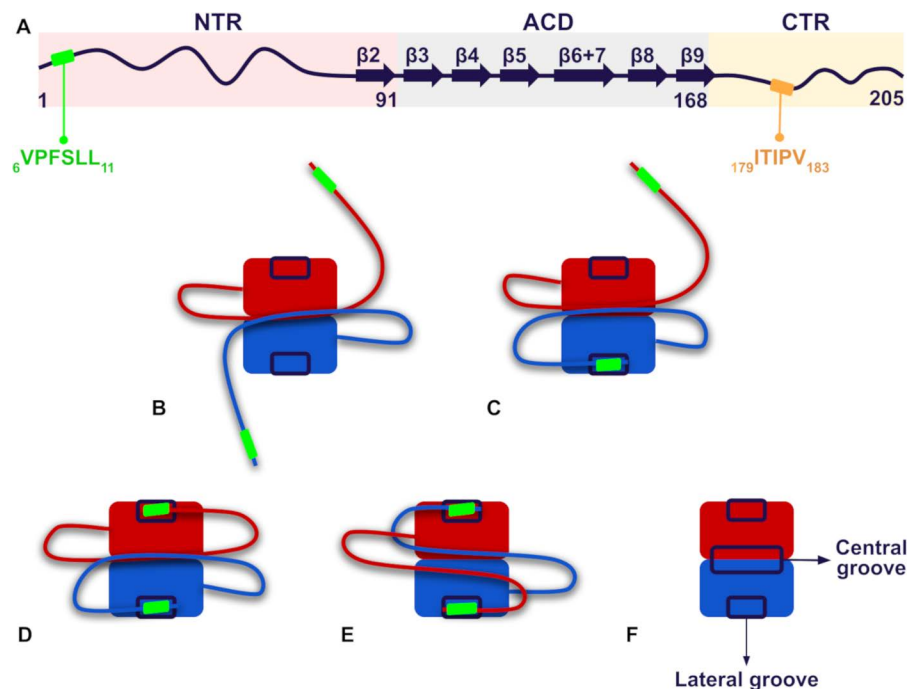 A NTR ACD CTR
β2 β3 β4 β5 β6+7 β8 β9
1 91 168 205
₆VPFSLL₁₁ ₁₇₉ITIPV₁₈₃
B C
D E F
Central
groove
Lateral groove